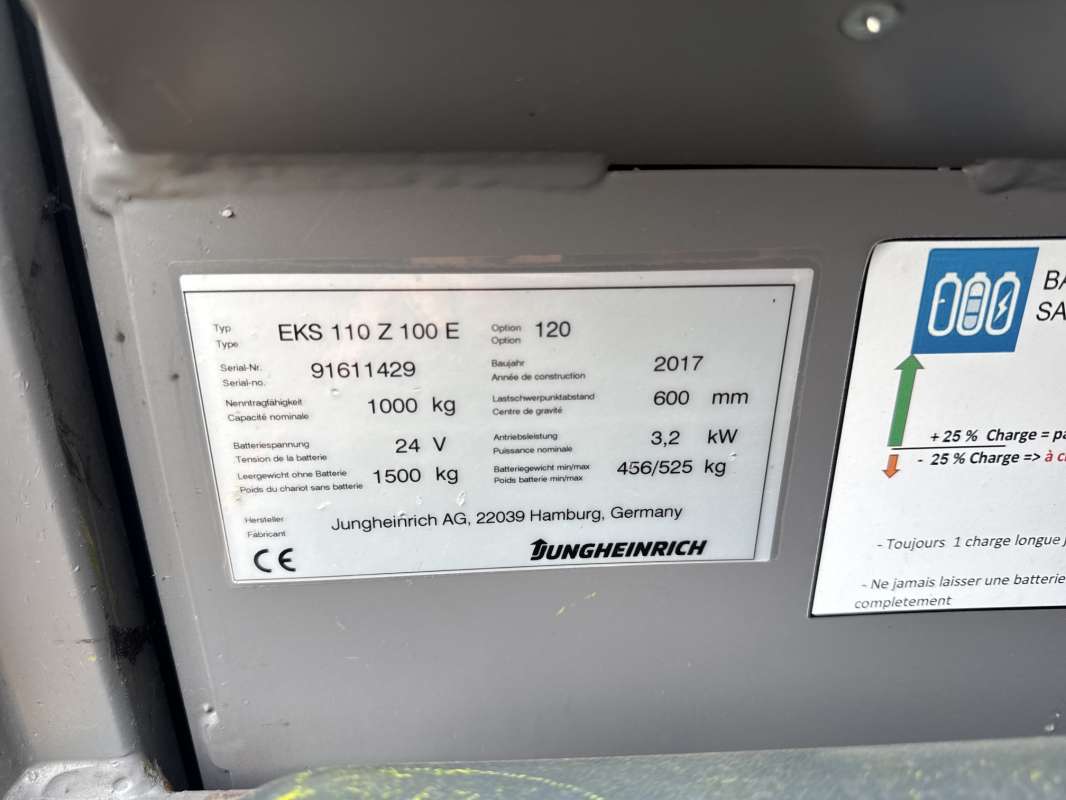 Typ
Type
EKS 110 Z 100 E
Option
Option
120
Serial-Nr.
Serial-no.
91611429
Baujahr
Année de construction
2017
Nenntragfähigkeit
Capacité nominale
1000 kg
Lastschwerpunktabstand
Centre de gravité
600 mm
Batteriespannung
Tension de la batterie
24 V
Antriebsleistung
Puissance nominale
3,2 kW
Leergewicht ohne Batterie
Poids du chariot sans batterie
1500 kg
Batteriegewicht min/max
Poids batterie min/max
456/525 kg
Hersteller
Fabricant
Jungheinrich AG, 22039 Hamburg, Germany
CE
JUNGHEINRICH
BA
SA
+ 25 % Charge = pa
- 25 % Charge => à c
- Toujours 1 charge longue
- Ne jamais laisser une batterie
completement